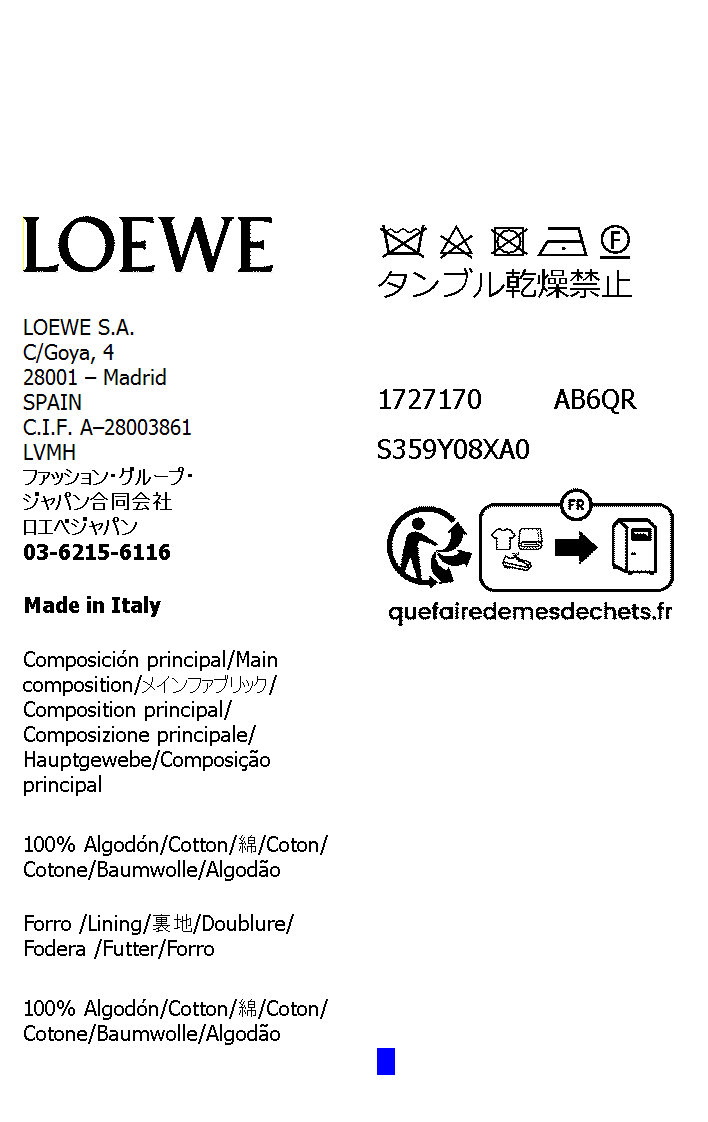 LOEWE
LOEWE S.A.
C/Goya, 4
28001 – Madrid
SPAIN
C.I.F. A–28003861
LVMH
ファッション・グループ・
ジャパン合同会社
ロエベジャパン
03-6215-6116
Made in Italy
Composición principal/Main
composition/メインファブリック/
Composition principal/
Composizione principale/
Hauptgewebe/Composição
principal
100% Algodón/Cotton/綿/Coton/
Cotone/Baumwolle/Algodão
Forro /Lining/裏地/Doublure/
Fodera /Futter/Forro
100% Algodón/Cotton/綿/Coton/
Cotone/Baumwolle/Algodão
F
タンブル乾燥禁止
1727170 AB6QR
S359Y08XA0
FR
quefairedemesdechets.fr